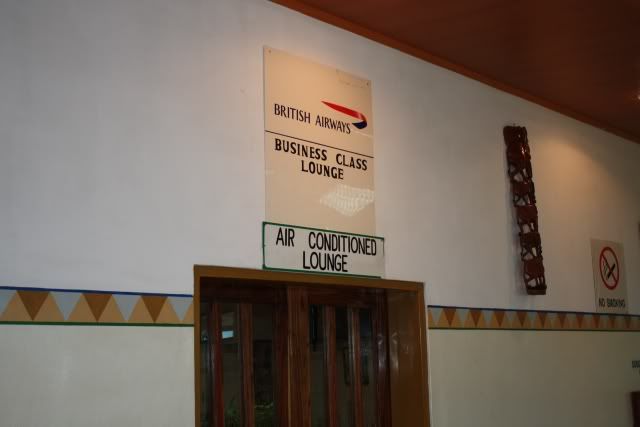 BRITISH AIRWAYS
BUSINESS CLASS
LOUNGE
AIR CONDITIONED
LOUNGE
NO SMOKING